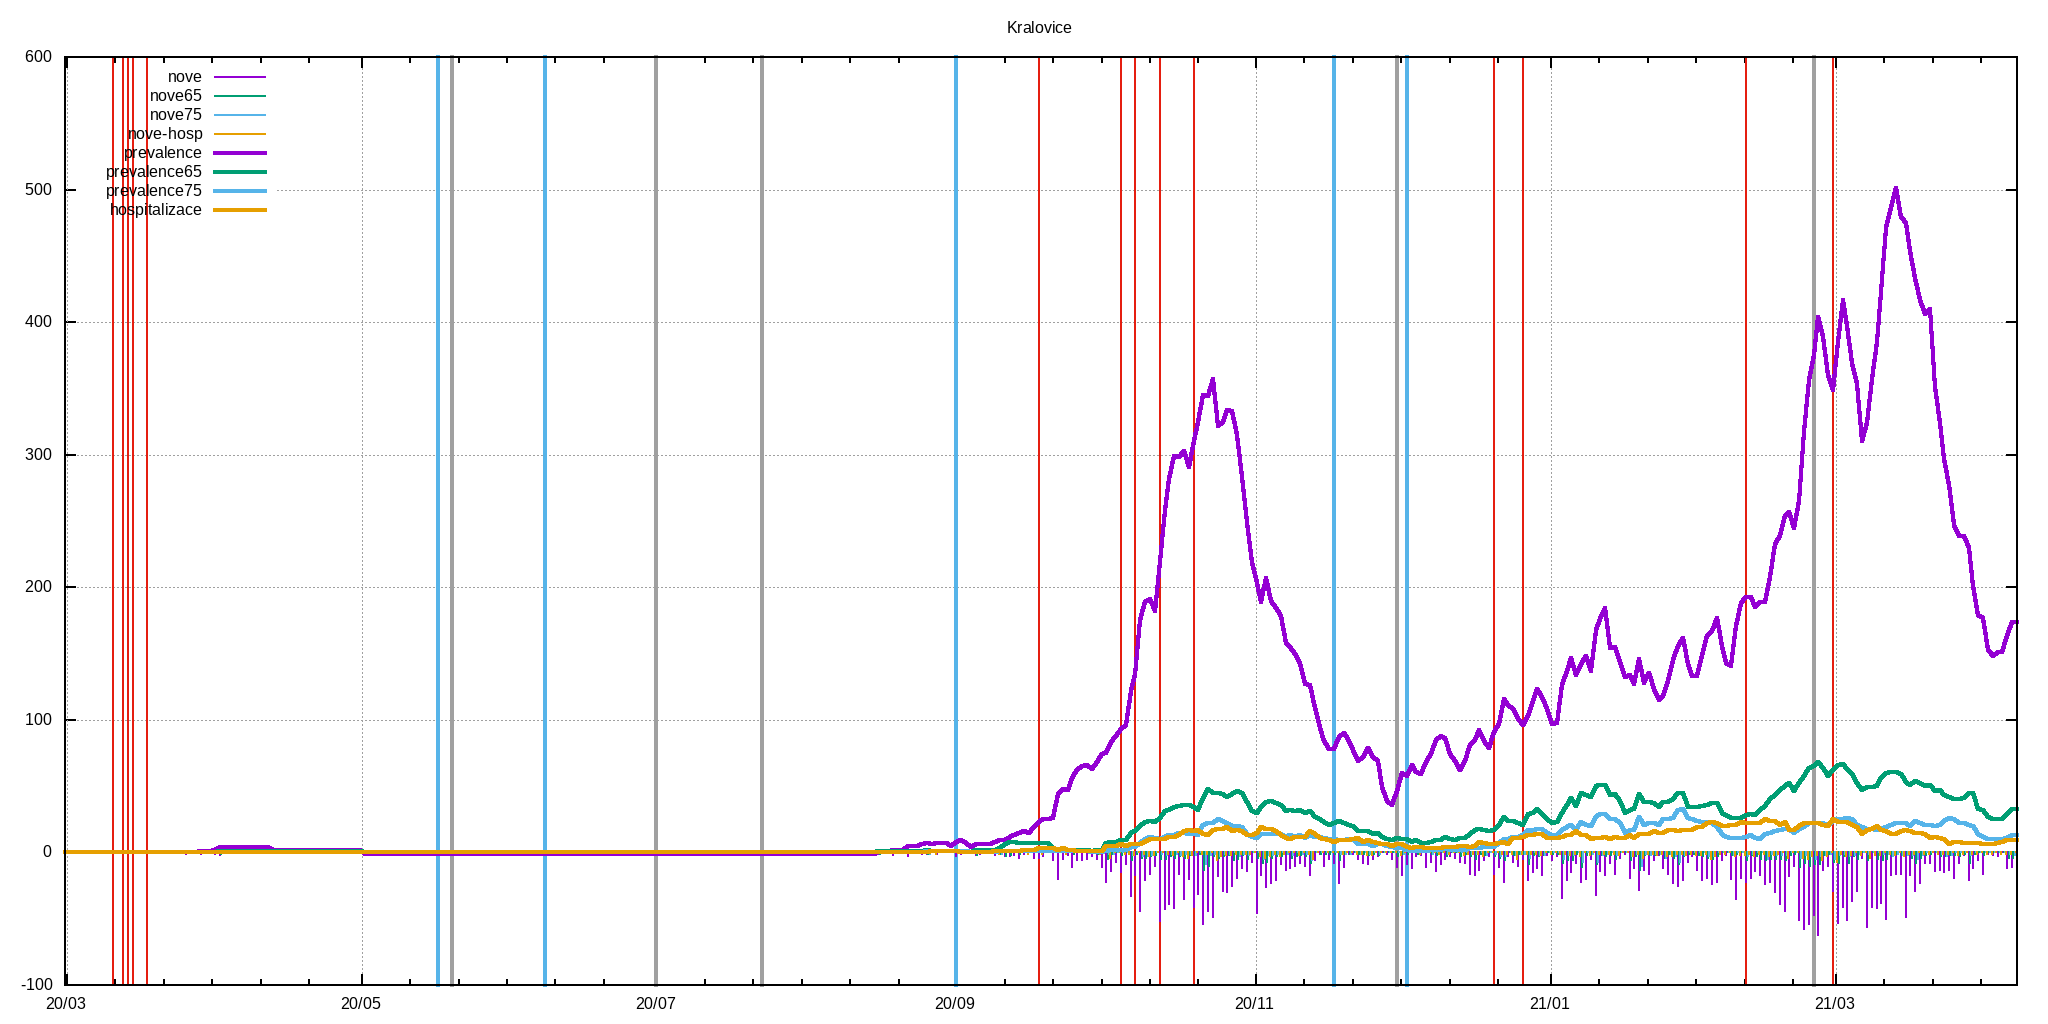 Kralovice
600
500
400
300
200
100
0
-100
nove
nove65
nove75
nove-hosp
prevalence
prevalence65
prevalence75
hospitalizace
20/03 20/05 20/07 20/09 20/11 21/01 21/03